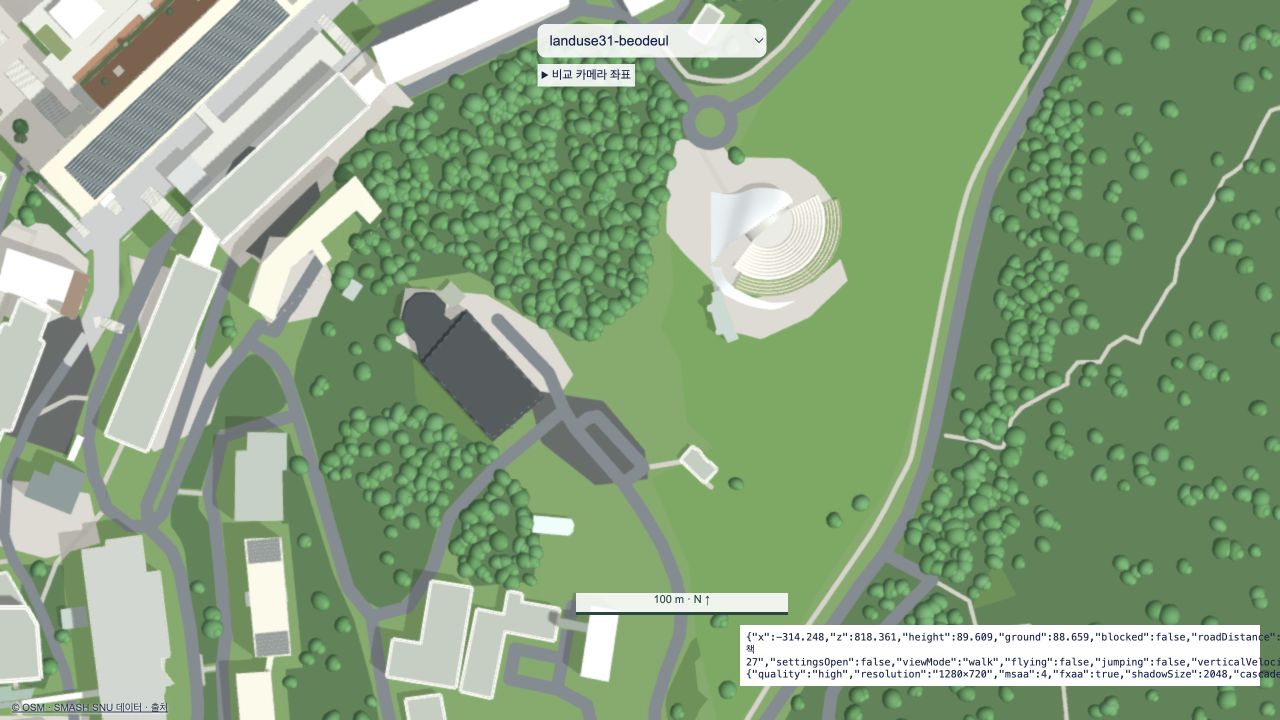 landuse31-beodeul
▶ 비교 카메라 좌표
100 m · N ↑
{"x":−314.248,"z":818.361,"height":89.609,"ground":88.659,"blocked":false,"roadDistance":
책
27","settingsOpen":false,"viewMode":"walk","flying":false,"jumping":false,"verticalVeloci
{"quality":"high","resolution":"1280×720","msaa":4,"fxaa":true,"shadowSize":2048,"cascade
© OSM · SMASH SNU 데이터 · 출처